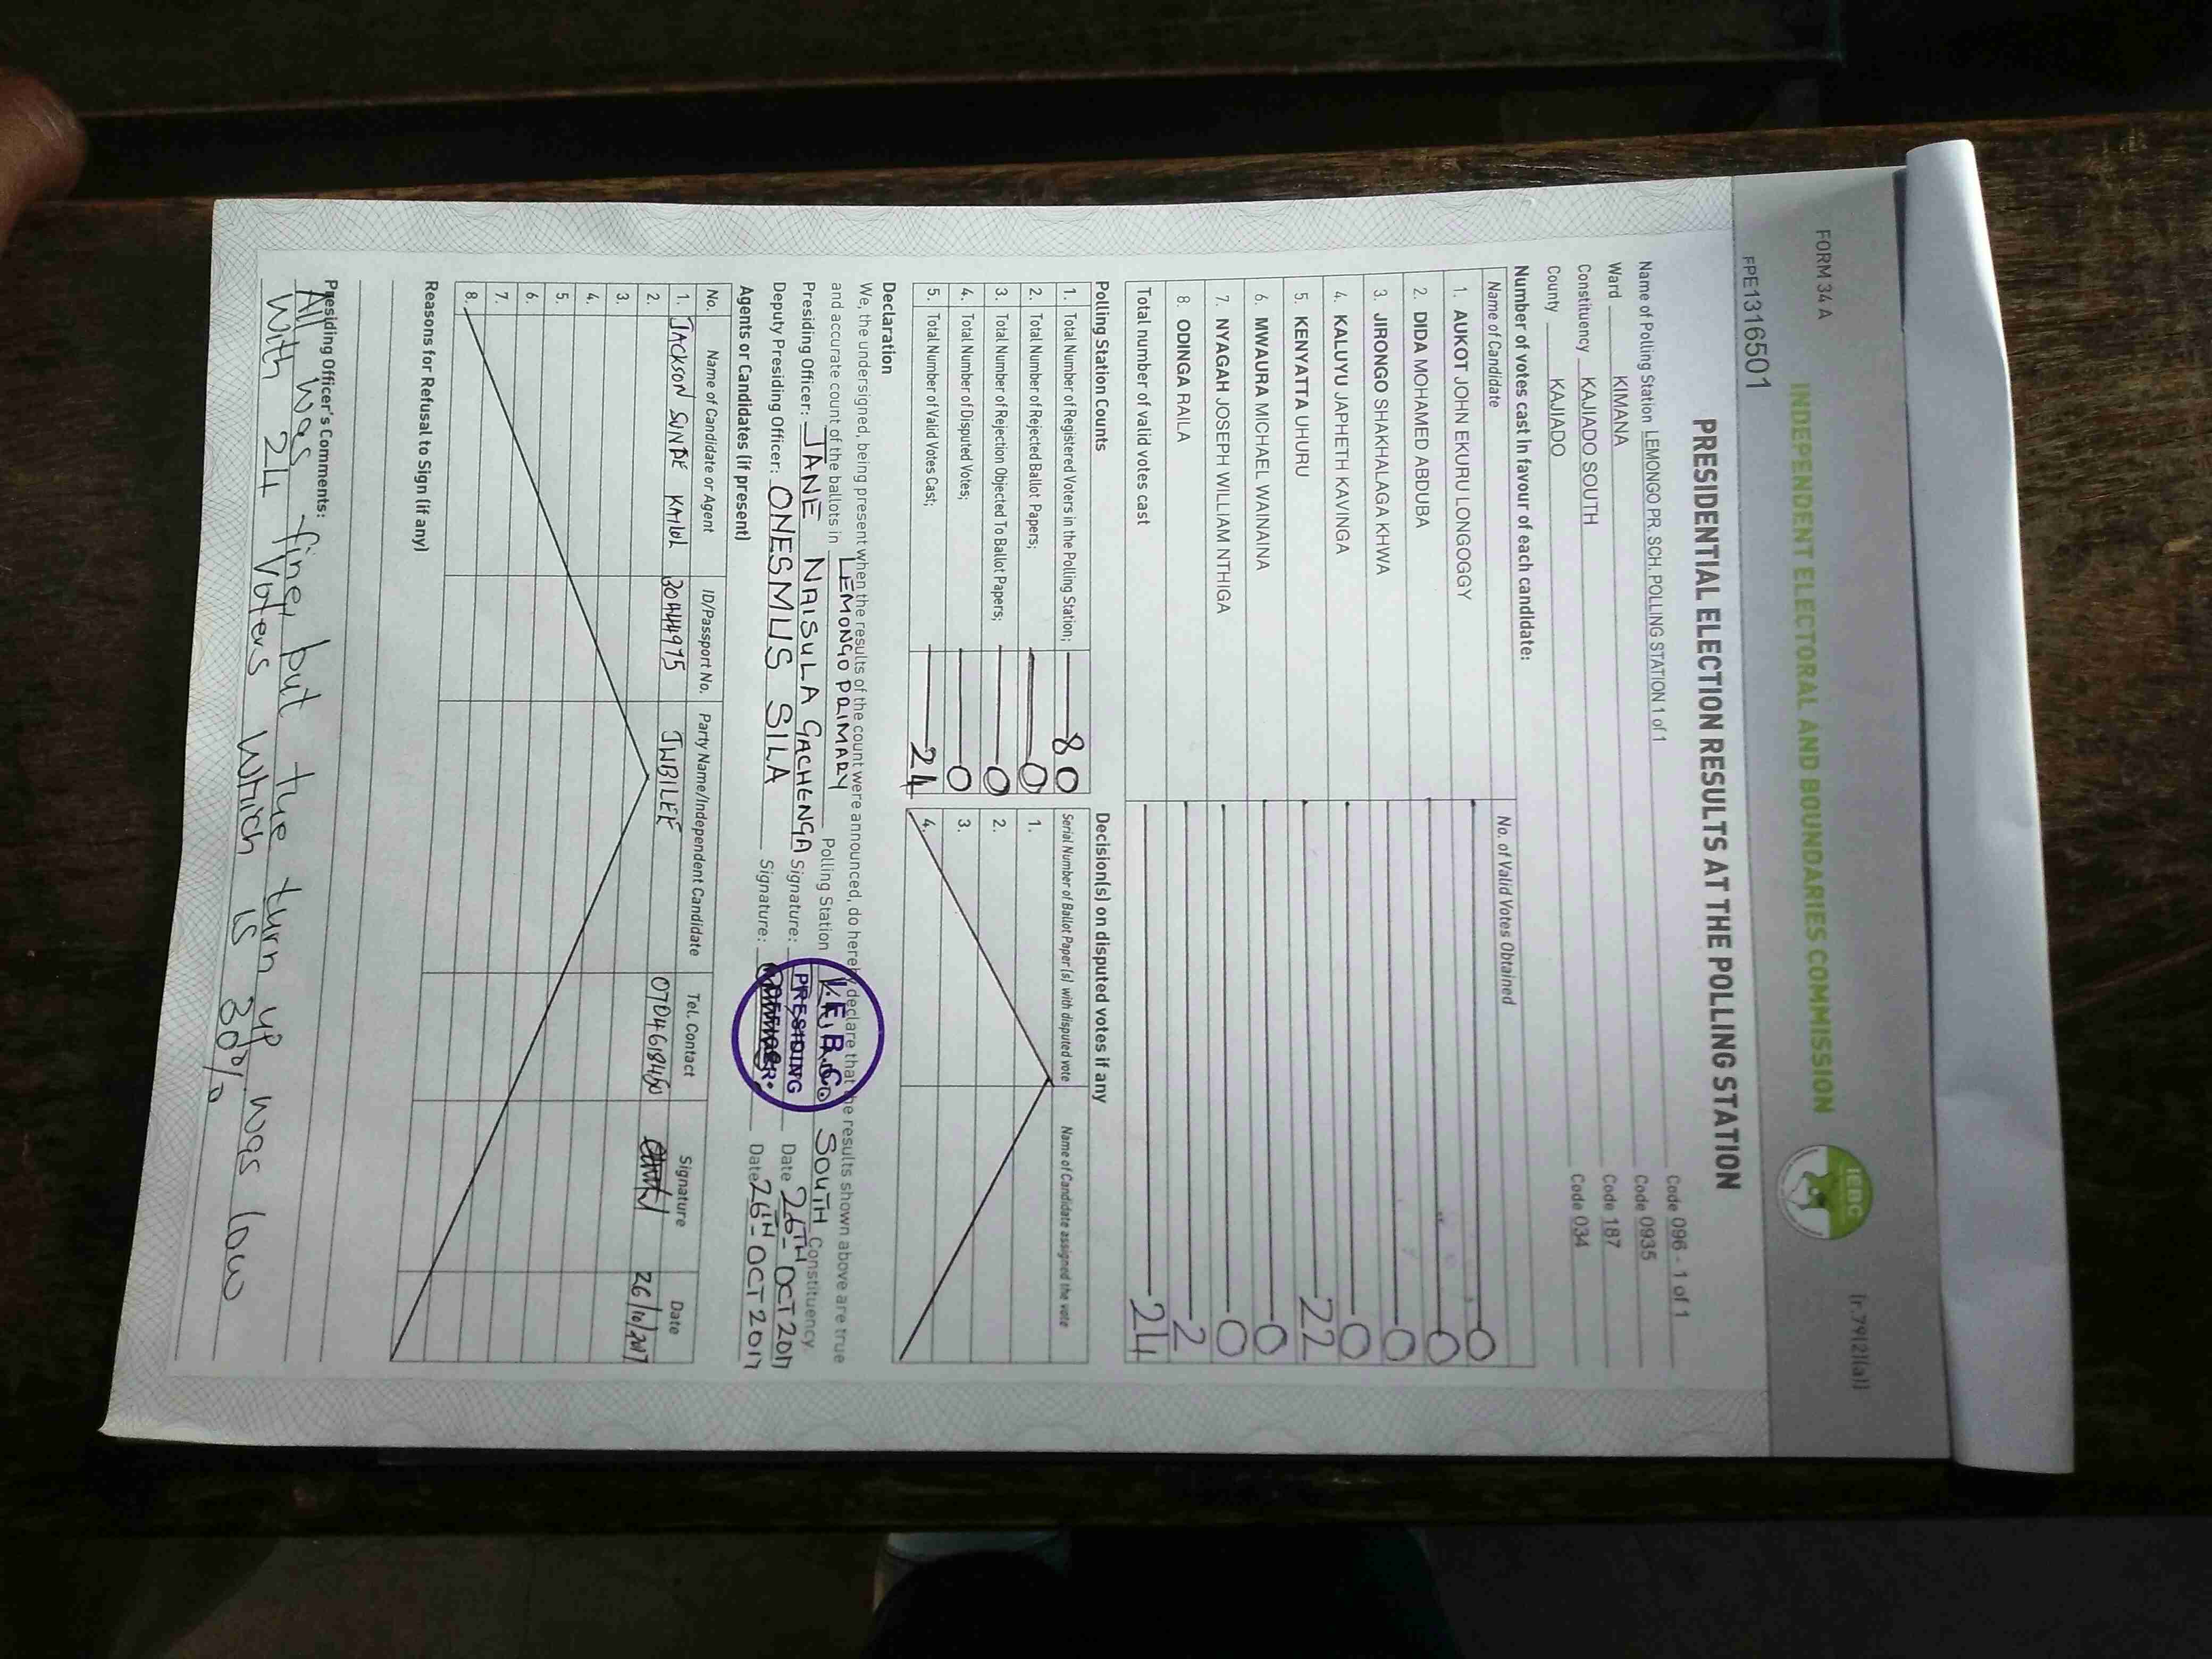 FORM 34 A
(r.79(2)(a))
INDEPENDENT ELECTORAL AND BOUNDARIES COMMISSION
IEBC
FPE1316501
PRESIDENTIAL ELECTION RESULTS AT THE POLLING STATION
Name of Polling Station LEMONGO PR. SCH. POLLING STATION 1 of 1 Code 096 - 1 of 1
Ward KIMANA Code 0935
Constituency KAJIADO SOUTH Code 187
County KAJIADO Code 034
Number of votes cast in favour of each candidate:
Name of Candidate No. of Valid Votes Obtained
1. AUKOT JOHN EKURU LONGOGGY 0
2. DIDA MOHAMED ABDUBA 0
3. JIRONGO SHAKHALAGA KHWA 0
4. KALUYU JAPHETH KAVINGA 0
5. KENYATTA UHURU 22
6. MWAURA MICHAEL WAINAINA 0
7. NYAGAH JOSEPH WILLIAM NTHIGA 0
8. ODINGA RAILA 2
Total number of valid votes cast 24
Polling Station Counts
1. Total Number of Registered Voters in the Polling Station; 80
2. Total Number of Rejected Ballot Papers; 0
3. Total Number of Rejection Objected To Ballot Papers; 0
4. Total Number of Disputed Votes; 0
5. Total Number of Valid Votes Cast; 24
Decision(s) on disputed votes if any
Serial Number of Ballot Paper(s) with disputed vote Name of Candidate assigned the vote
1.
2.
3.
4.
Declaration
We, the undersigned, being present when the results of the count were announced, do hereby declare that the results shown above are true
and accurate count of the ballots in LEMONGO PRIMARY Polling Station SOUTH Constituency.
Presiding Officer: JANE NAISULA GACHENGA Signature: Date 26TH OCT 2017
Deputy Presiding Officer: ONESMUS SILA Signature: Date 26TH OCT 2017
I.E.B.C.
PRESIDING
OFFICER
Agents or Candidates (if present)
No. Name of Candidate or Agent ID/Passport No. Party Name/Independent Candidate Tel. Contact Signature Date
1. JACKSON SUNDE 26/10/2017
2.
3.
4.
5.
6.
7.
8.
Reasons for Refusal to Sign (if any)
Presiding Officer's Comments:
All was fine, but the turn up was low
with 24 voters which is 30%